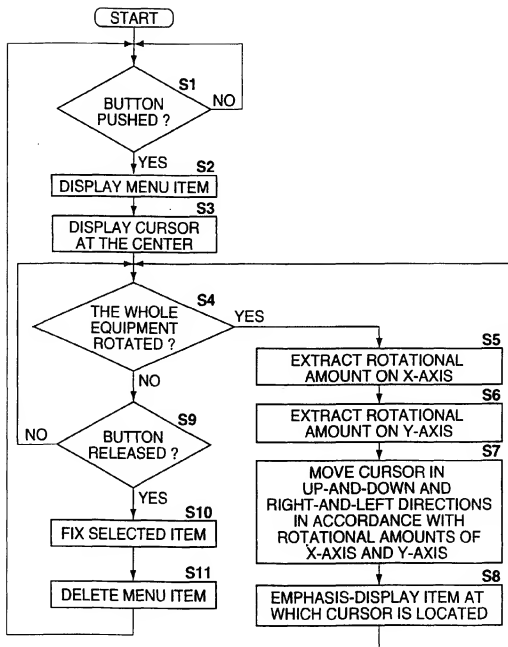 START
S1
BUTTON
PUSHED ?
NO
YES
S2
DISPLAY MENU ITEM
S3
DISPLAY CURSOR
AT THE CENTER
S4
THE WHOLE
EQUIPMENT
ROTATED ?
YES
NO
S5
EXTRACT ROTATIONAL
AMOUNT ON X-AXIS
S6
EXTRACT ROTATIONAL
AMOUNT ON Y-AXIS
S7
MOVE CURSOR IN
UP-AND-DOWN AND
RIGHT-AND-LEFT DIRECTIONS
IN ACCORDANCE WITH
ROTATIONAL AMOUNTS OF
X-AXIS AND Y-AXIS
S8
EMPHASIS-DISPLAY ITEM AT
WHICH CURSOR IS LOCATED
S9
NO
BUTTON
RELEASED ?
YES
S10
FIX SELECTED ITEM
S11
DELETE MENU ITEM